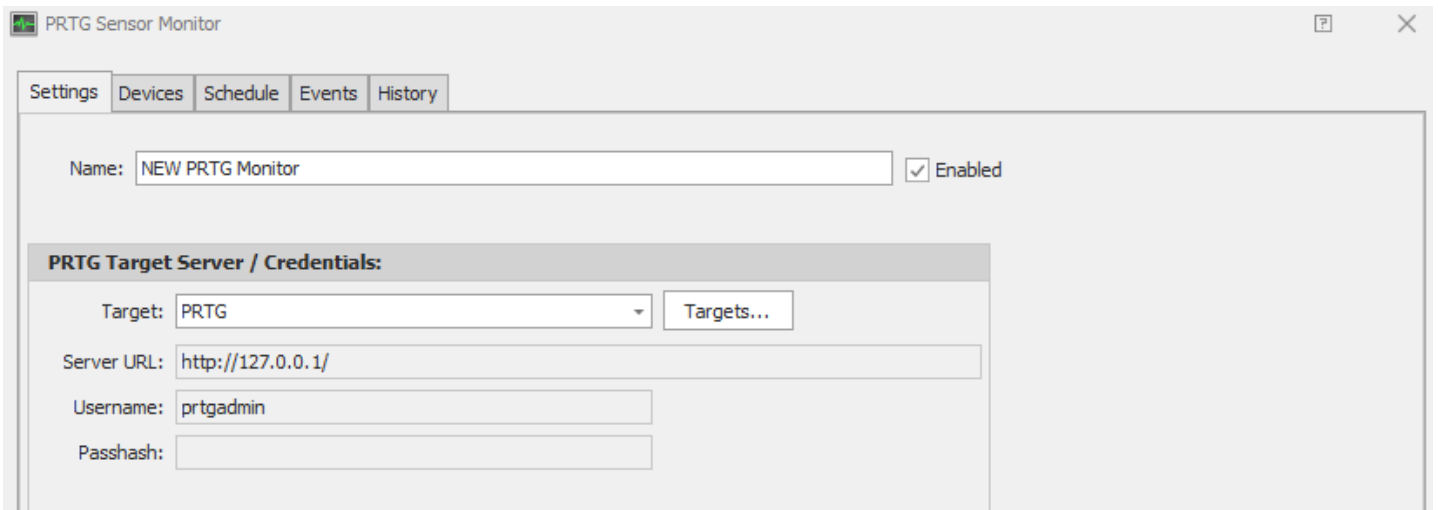 PRTG Sensor Monitor
?
Settings Devices Schedule Events History
Name: NEW PRTG Monitor Enabled
PRTG Target Server / Credentials:
Target: PRTG Targets...
Server URL: http://127.0.0.1/
Username: prtgadmin
Passhash: